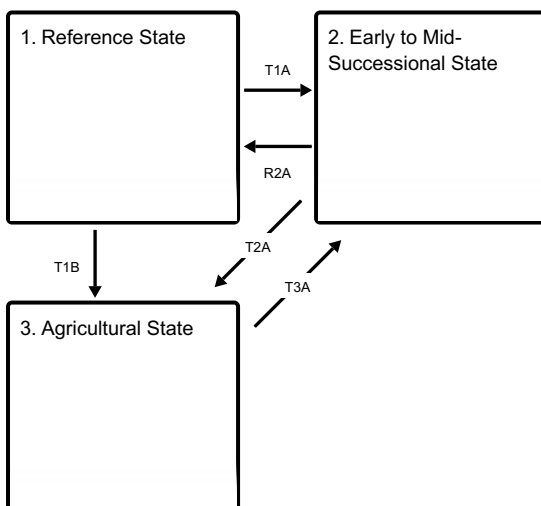 1. Reference State
2. Early to Mid-
Successional State
T1A
R2A
T1B
T2A
T3A
3. Agricultural State